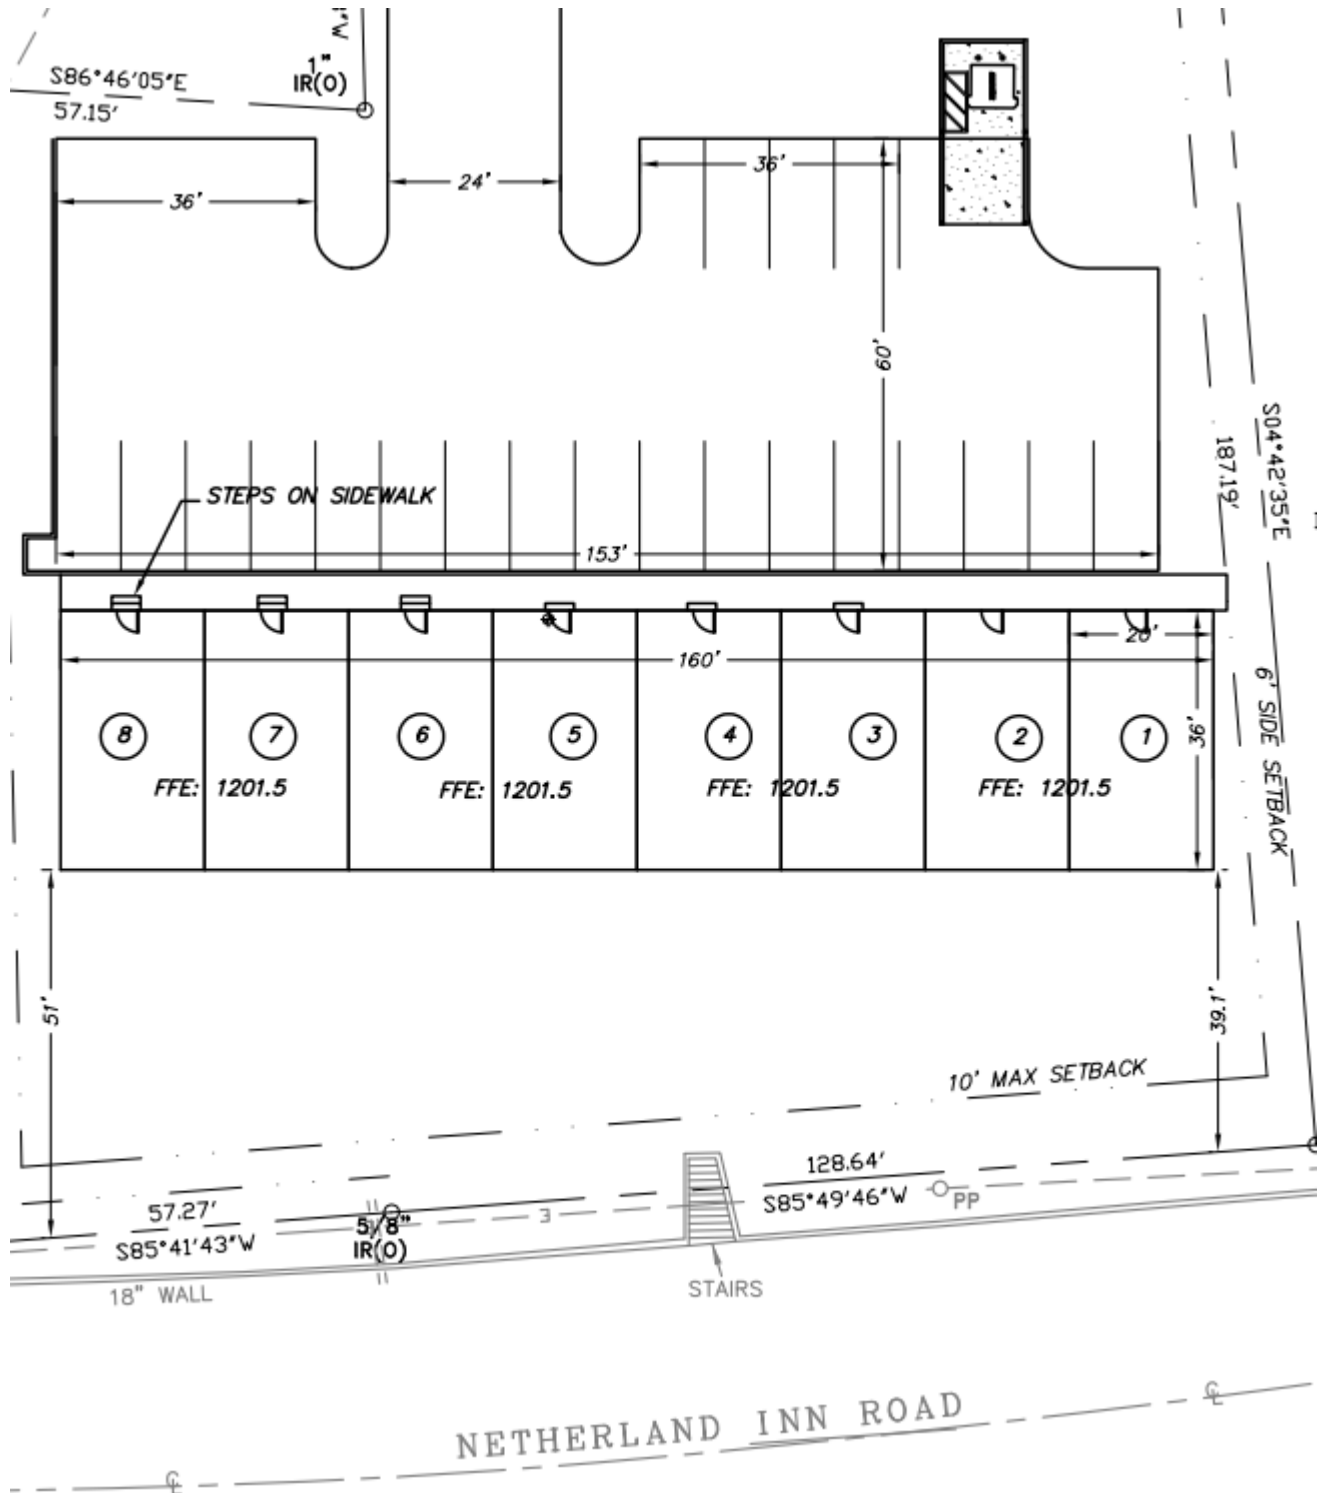 W"
S86°46'05"E
1"
IR(O)
57.15'
36'
24'
36'
60'
S04°42'35"E
187.19'
STEPS ON SIDEWALK
153'
20'
160'
8
7
6
5
4
3
2
1
36'
6' SIDE SETBACK
FFE: 1201.5
FFE: 1201.5
FFE: 1201.5
FFE: 1201.5
51'
39.1'
10' MAX SETBACK
128.64'
S85°49'46"W
PP
57.27'
S85°41'43"W
5/8"
IR(O)
E
18" WALL
STAIRS
NETHERLAND INN ROAD